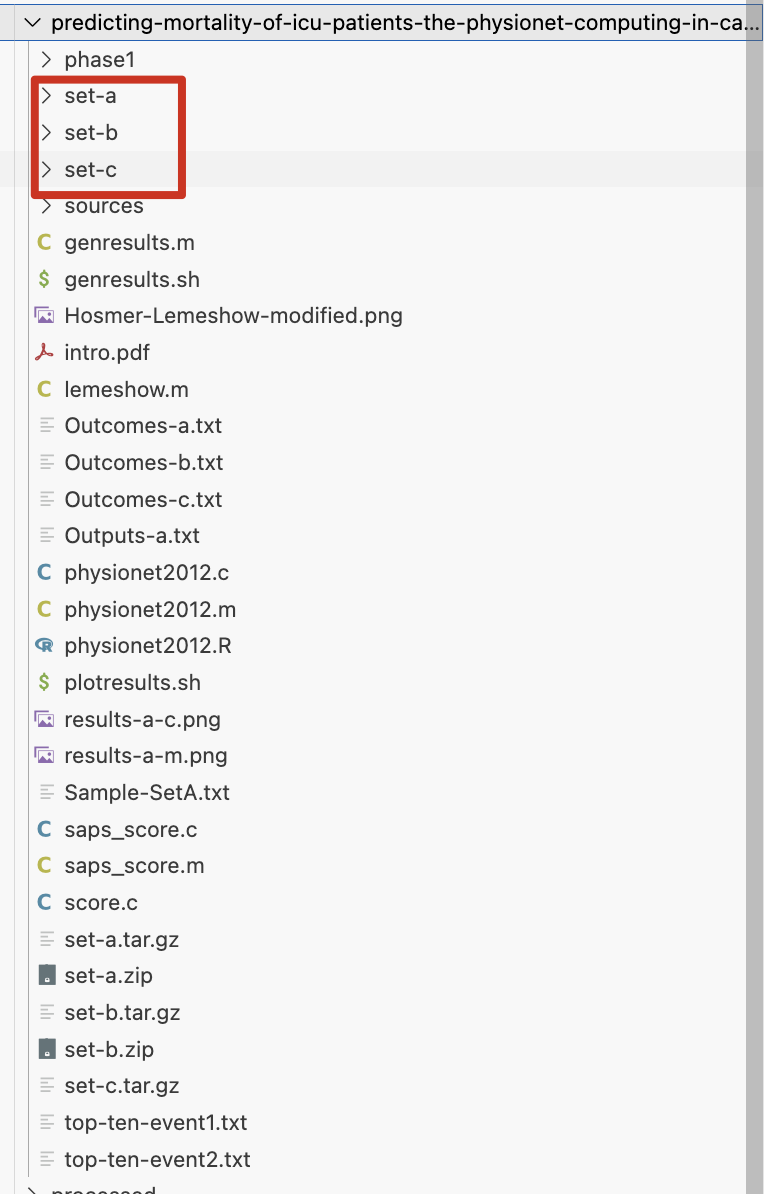 predicting-mortality-of-icu-patients-the-physionet-computing-in-ca...
phase1
set-a
set-b
set-c
sources
genresults.m
genresults.sh
Hosmer-Lemeshow-modified.png
intro.pdf
lemeshow.m
Outcomes-a.txt
Outcomes-b.txt
Outcomes-c.txt
Outputs-a.txt
physionet2012.c
physionet2012.m
physionet2012.R
plotresults.sh
results-a-c.png
results-a-m.png
Sample-SetA.txt
saps_score.c
saps_score.m
score.c
set-a.tar.gz
set-a.zip
set-b.tar.gz
set-b.zip
set-c.tar.gz
top-ten-event1.txt
top-ten-event2.txt
processed